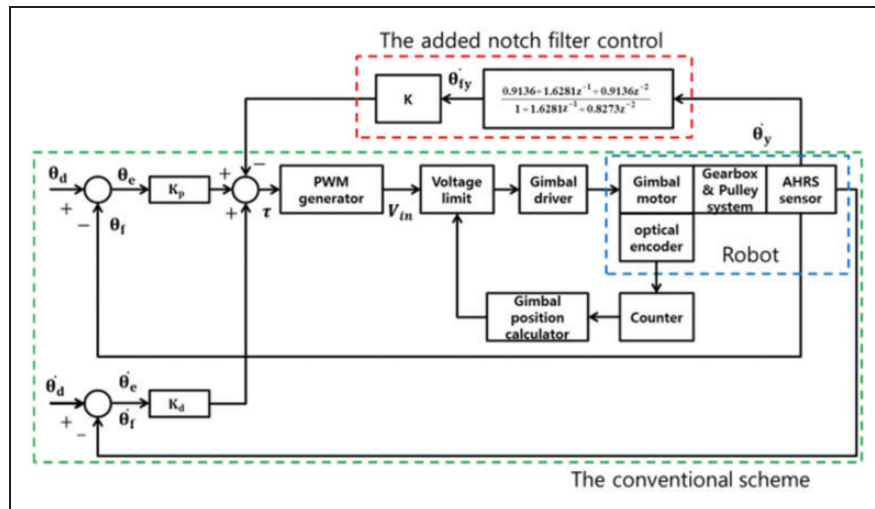 The added notch filter control
K
θ̇fy
0.9136+1.6281z⁻¹+0.9136z⁻²
1+1.6281z⁻¹+0.8273z⁻²
θ̇y
θd
+
−
θe
θf
Kp
+
−
+
τ
PWM
generator
Vin
Voltage
limit
Gimbal
driver
Gimbal
motor
Gearbox
& Pulley
system
AHRS
sensor
optical
encoder
Robot
Gimbal
position
calculator
Counter
θ̇d
+
−
θ̇e
θ̇f
Kd
The conventional scheme